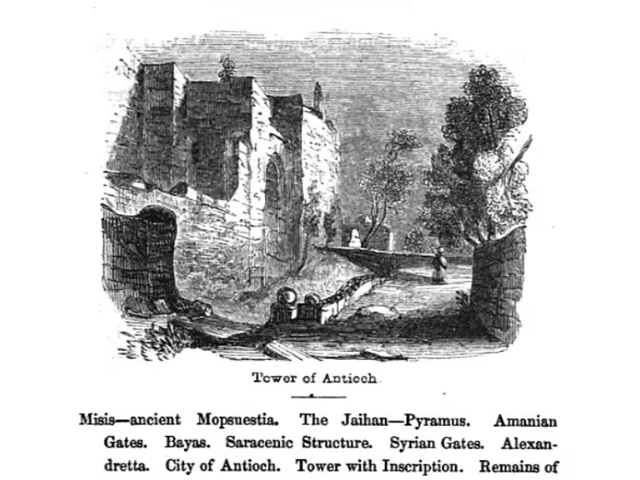 Tower of Antioch.
Misis—ancient Mopsuestia. The Jaihan—Pyramus. Amanian
Gates. Bayas. Saracenic Structure. Syrian Gates. Alexan-
dretta. City of Antioch. Tower with Inscription. Remains of